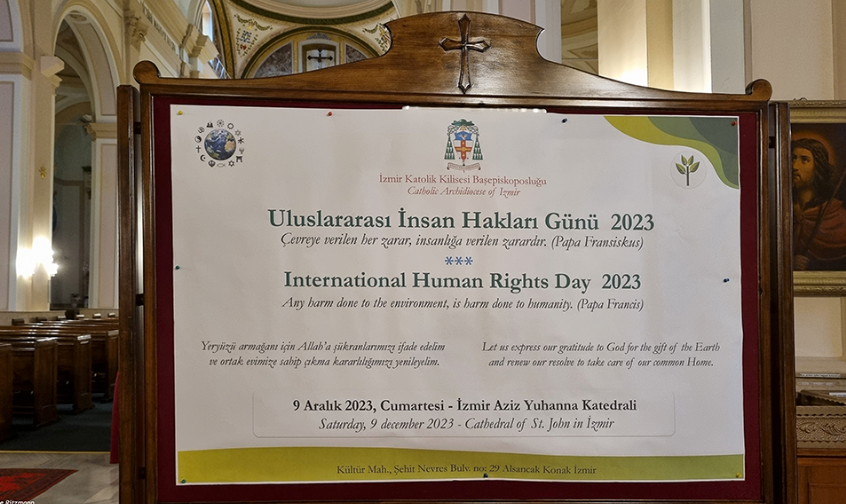 İzmir Katolik Kilisesi Başepiskoposluğu
Catholic Archidiocese of Izmir
Uluslararası İnsan Hakları Günü 2023
Çevreye verilen her zarar, insanlığa verilen zarardır. (Papa Fransiskus)
***
International Human Rights Day 2023
Any harm done to the environment, is harm done to humanity. (Papa Francis)
Yeryüzü armağanı için Allah'a şükranlarımızı ifade edelim
ve ortak evimize sahip çıkma kararlılığımızı yenileyelim.
Let us express our gratitude to God for the gift of the Earth
and renew our resolve to take care of our common Home.
9 Aralık 2023, Cumartesi - İzmir Aziz Yuhanna Katedrali
Saturday, 9 december 2023 - Cathedral of St. John in İzmir
Kültür Mah., Şehit Nevres Bulv. no: 29 Alsancak Konak İzmir
Ritzmann